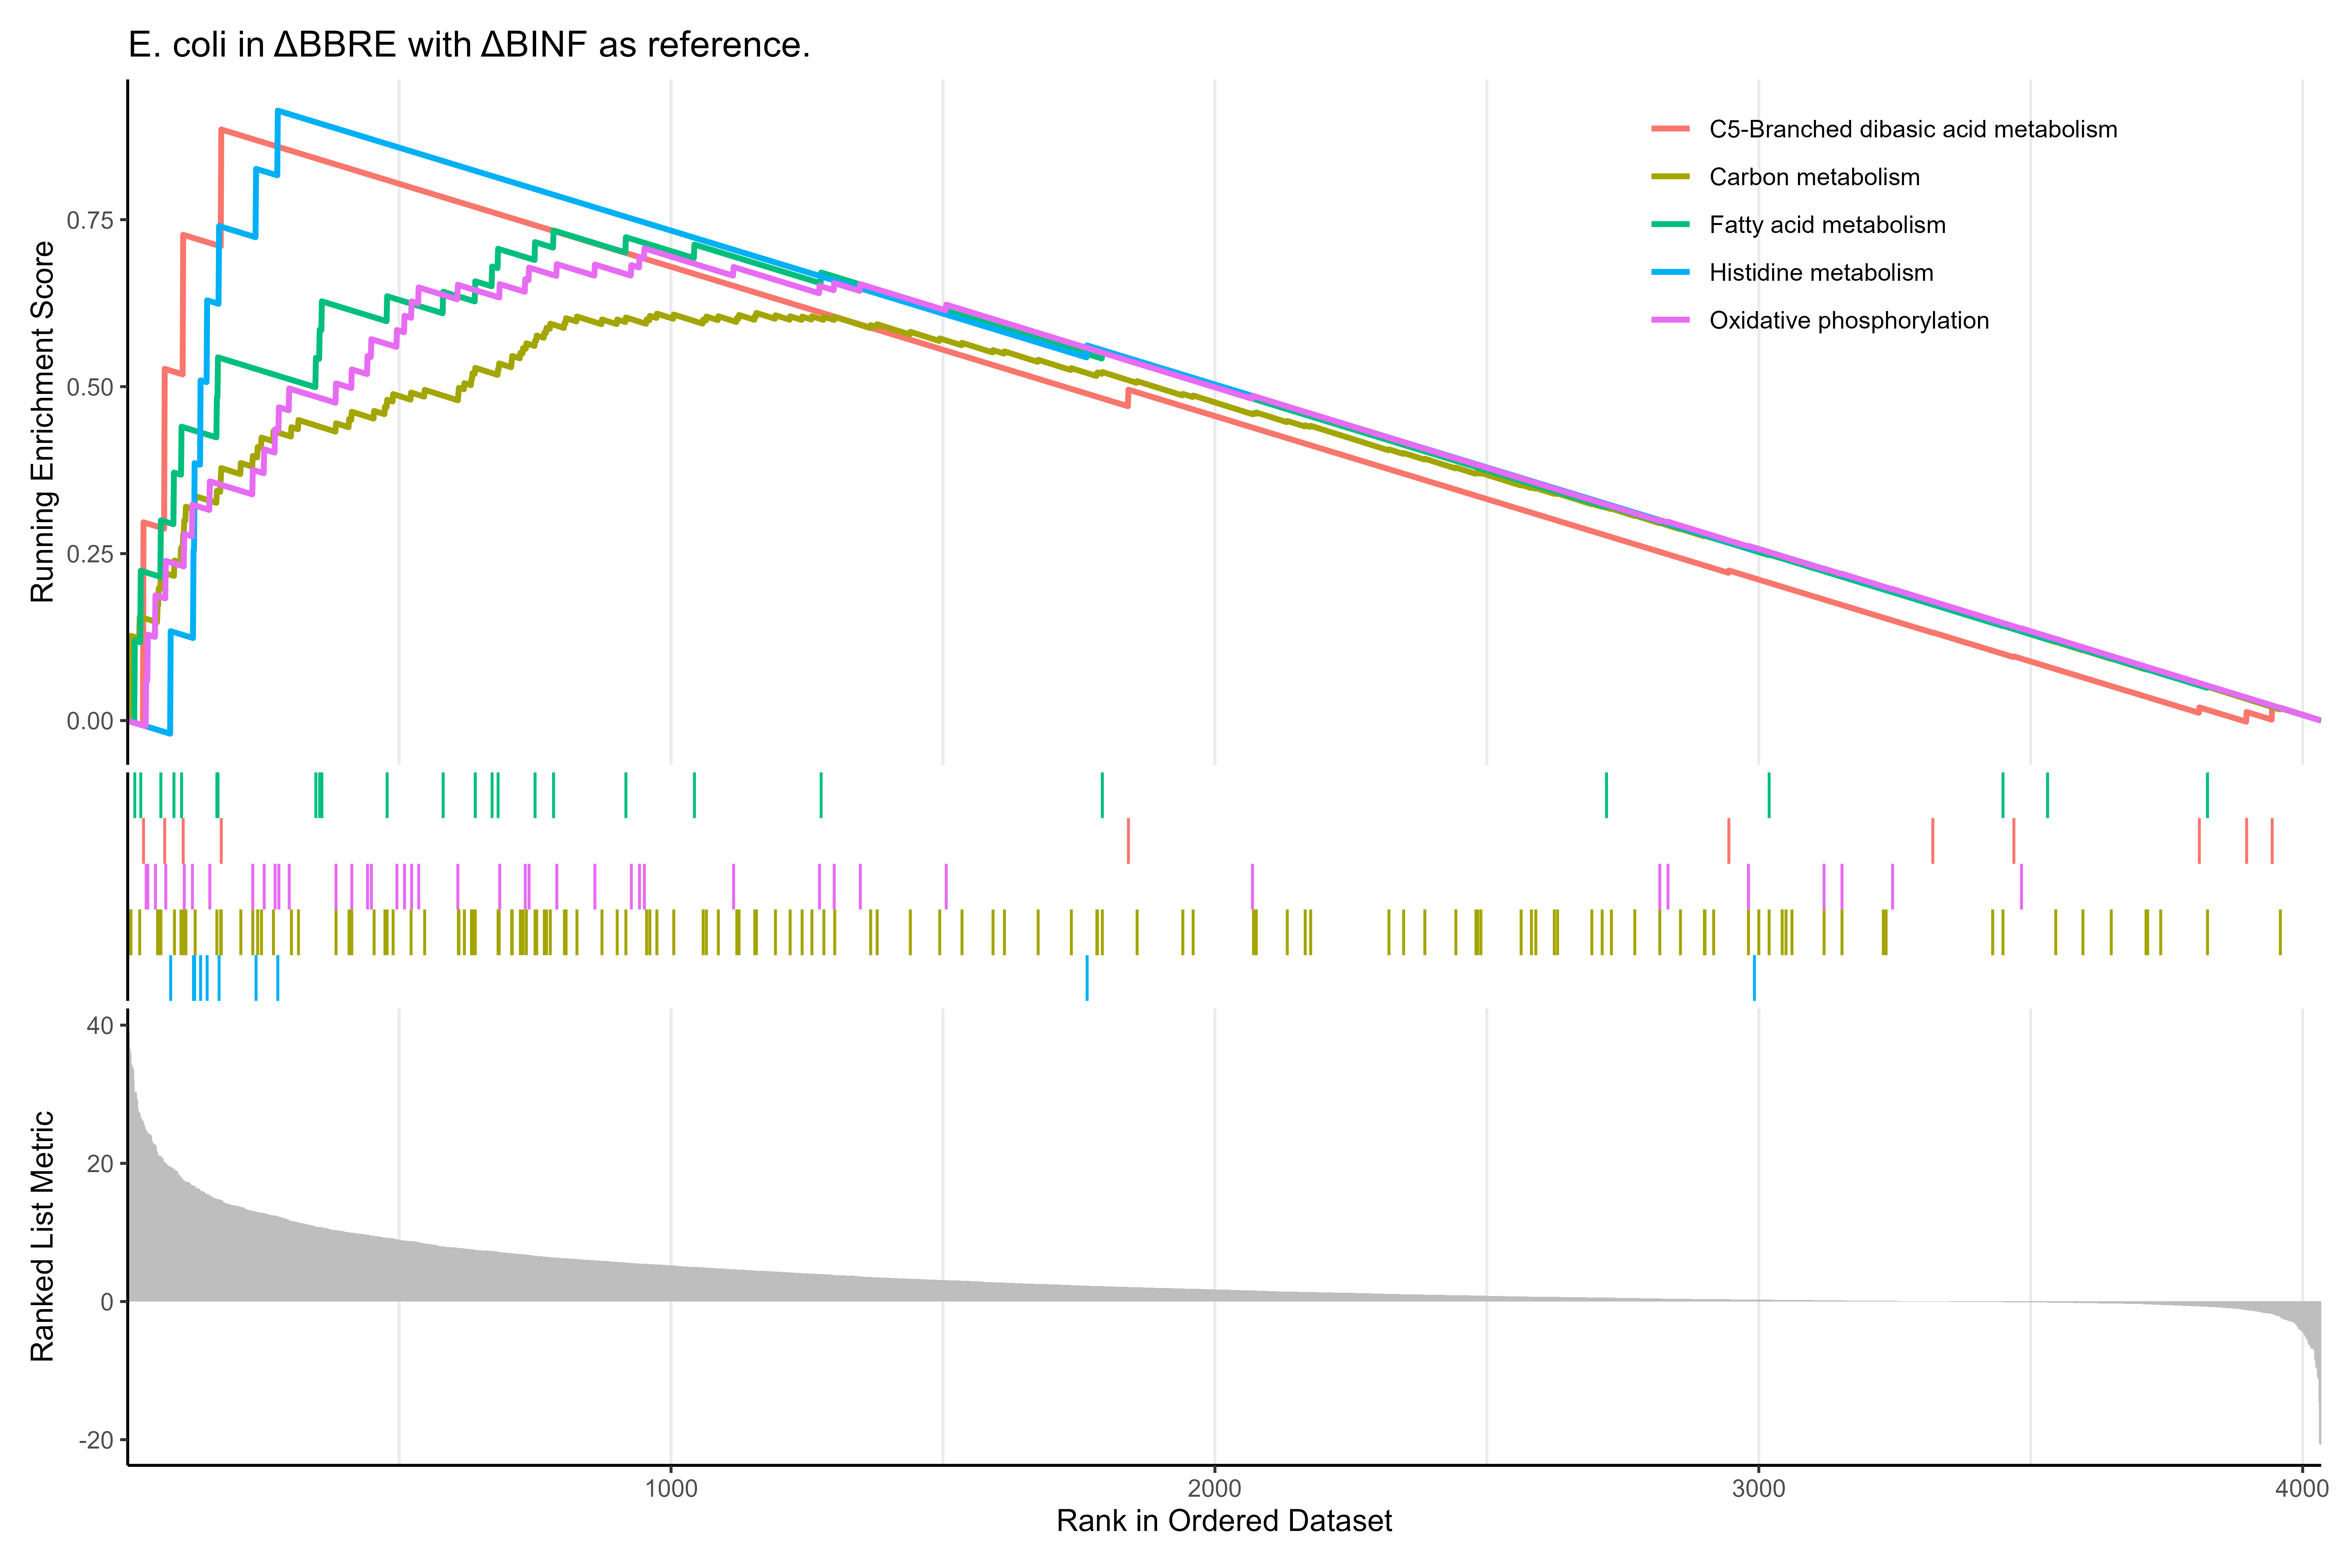 E. coli in ΔBBRE with ΔBINF as reference.
Running Enrichment Score
0.75
0.50
0.25
0.00
C5-Branched dibasic acid metabolism
Carbon metabolism
Fatty acid metabolism
Histidine metabolism
Oxidative phosphorylation
Ranked List Metric
40
20
0
-20
1000
2000
3000
4000
Rank in Ordered Dataset